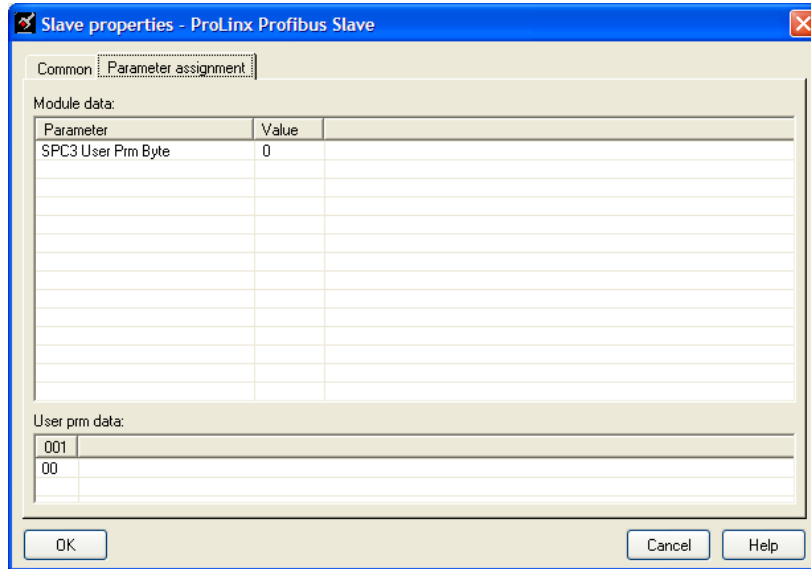 Slave properties - ProLinx Profibus Slave
Common Parameter assignment
Module data:
Parameter Value
SPC3 User Prm Byte 0
User prm data:
001
00
OK Cancel Help